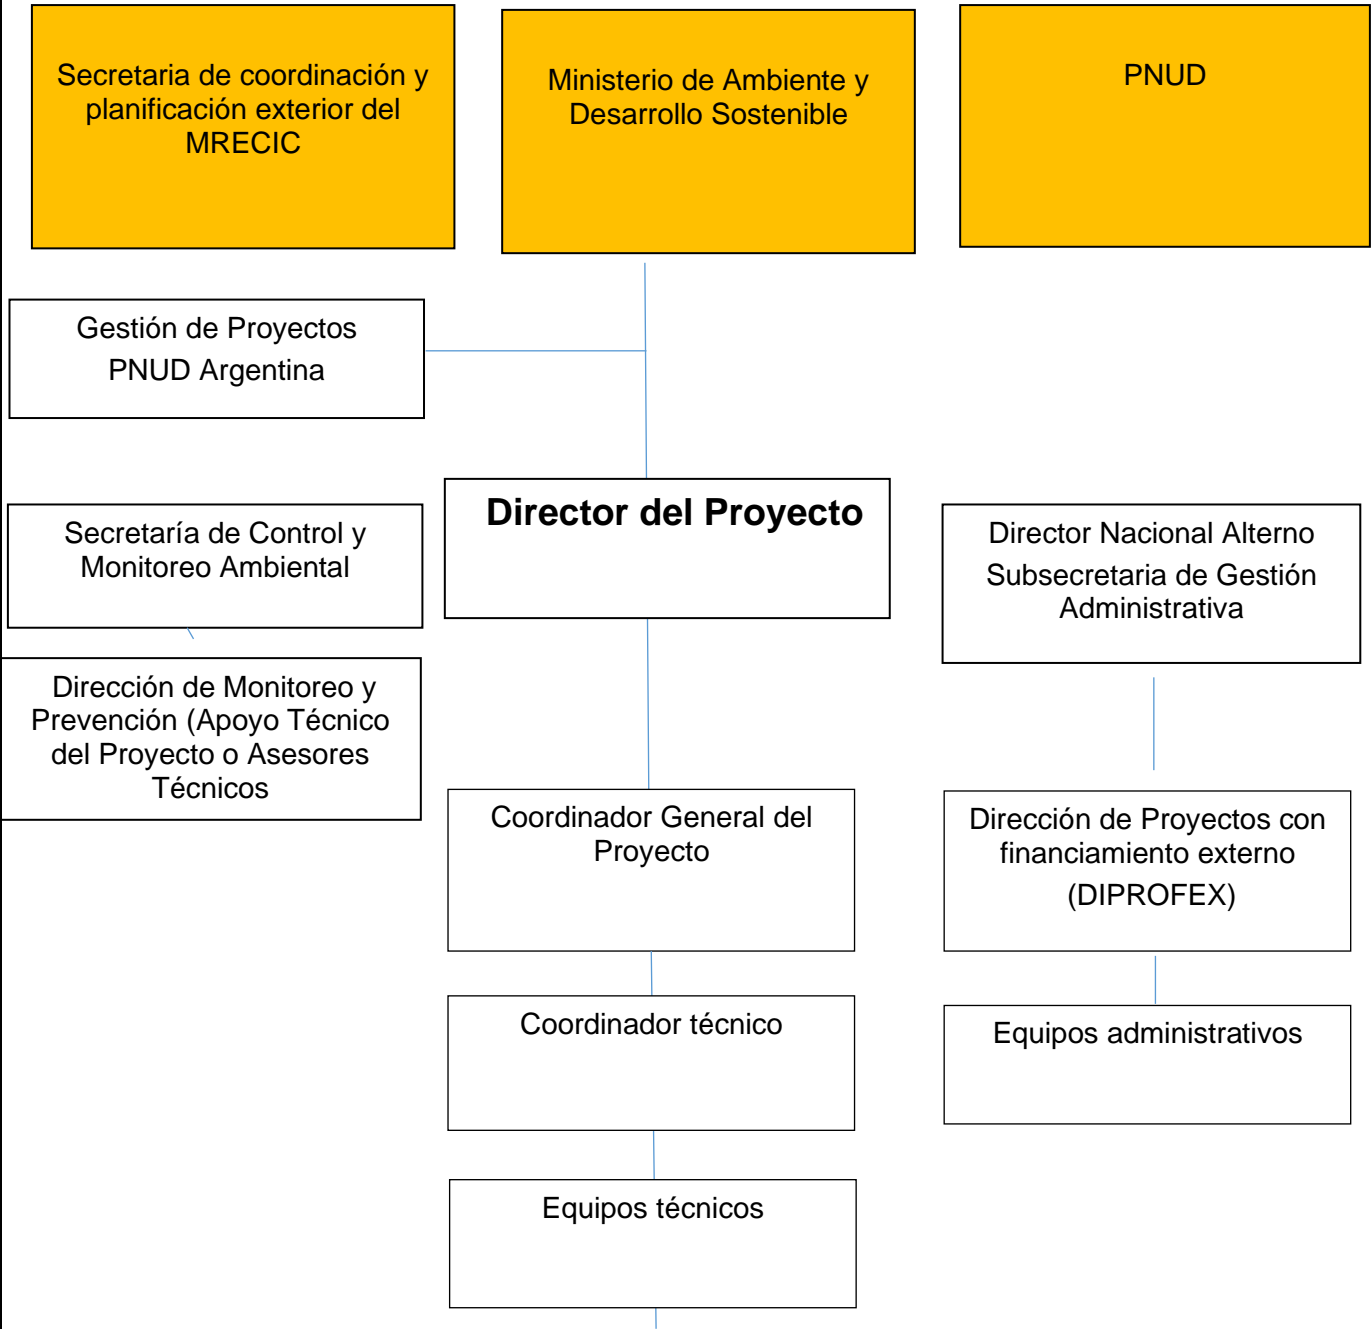 Secretaria de coordinación y
planificación exterior del
MRECIC
Ministerio de Ambiente y
Desarrollo Sostenible
PNUD
Gestión de Proyectos
PNUD Argentina
Director del Proyecto
Secretaría de Control y
Monitoreo Ambiental
Director Nacional Alterno
Subsecretaria de Gestión
Administrativa
Dirección de Monitoreo y
Prevención (Apoyo Técnico
del Proyecto o Asesores
Técnicos
Coordinador General del
Proyecto
Dirección de Proyectos con
financiamiento externo
(DIPROFEX)
Coordinador técnico
Equipos administrativos
Equipos técnicos